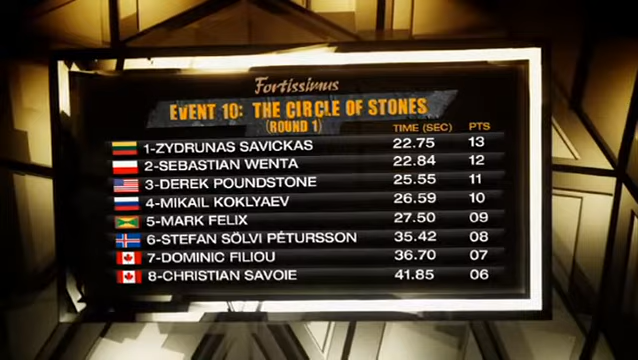 Fortissimus
EVENT 10: THE CIRCLE OF STONES
(ROUND 1)
TIME (SEC) PTS
1-ZYDRUNAS SAVICKAS 22.75 13
2-SEBASTIAN WENTA 22.84 12
3-DEREK POUNDSTONE 25.55 11
4-MIKAIL KOKLYAEV 26.59 10
5-MARK FELIX 27.50 09
6-STEFAN SÖLVI PÉTURSSON 35.42 08
7-DOMINIC FILIOU 36.70 07
8-CHRISTIAN SAVOIE 41.85 06